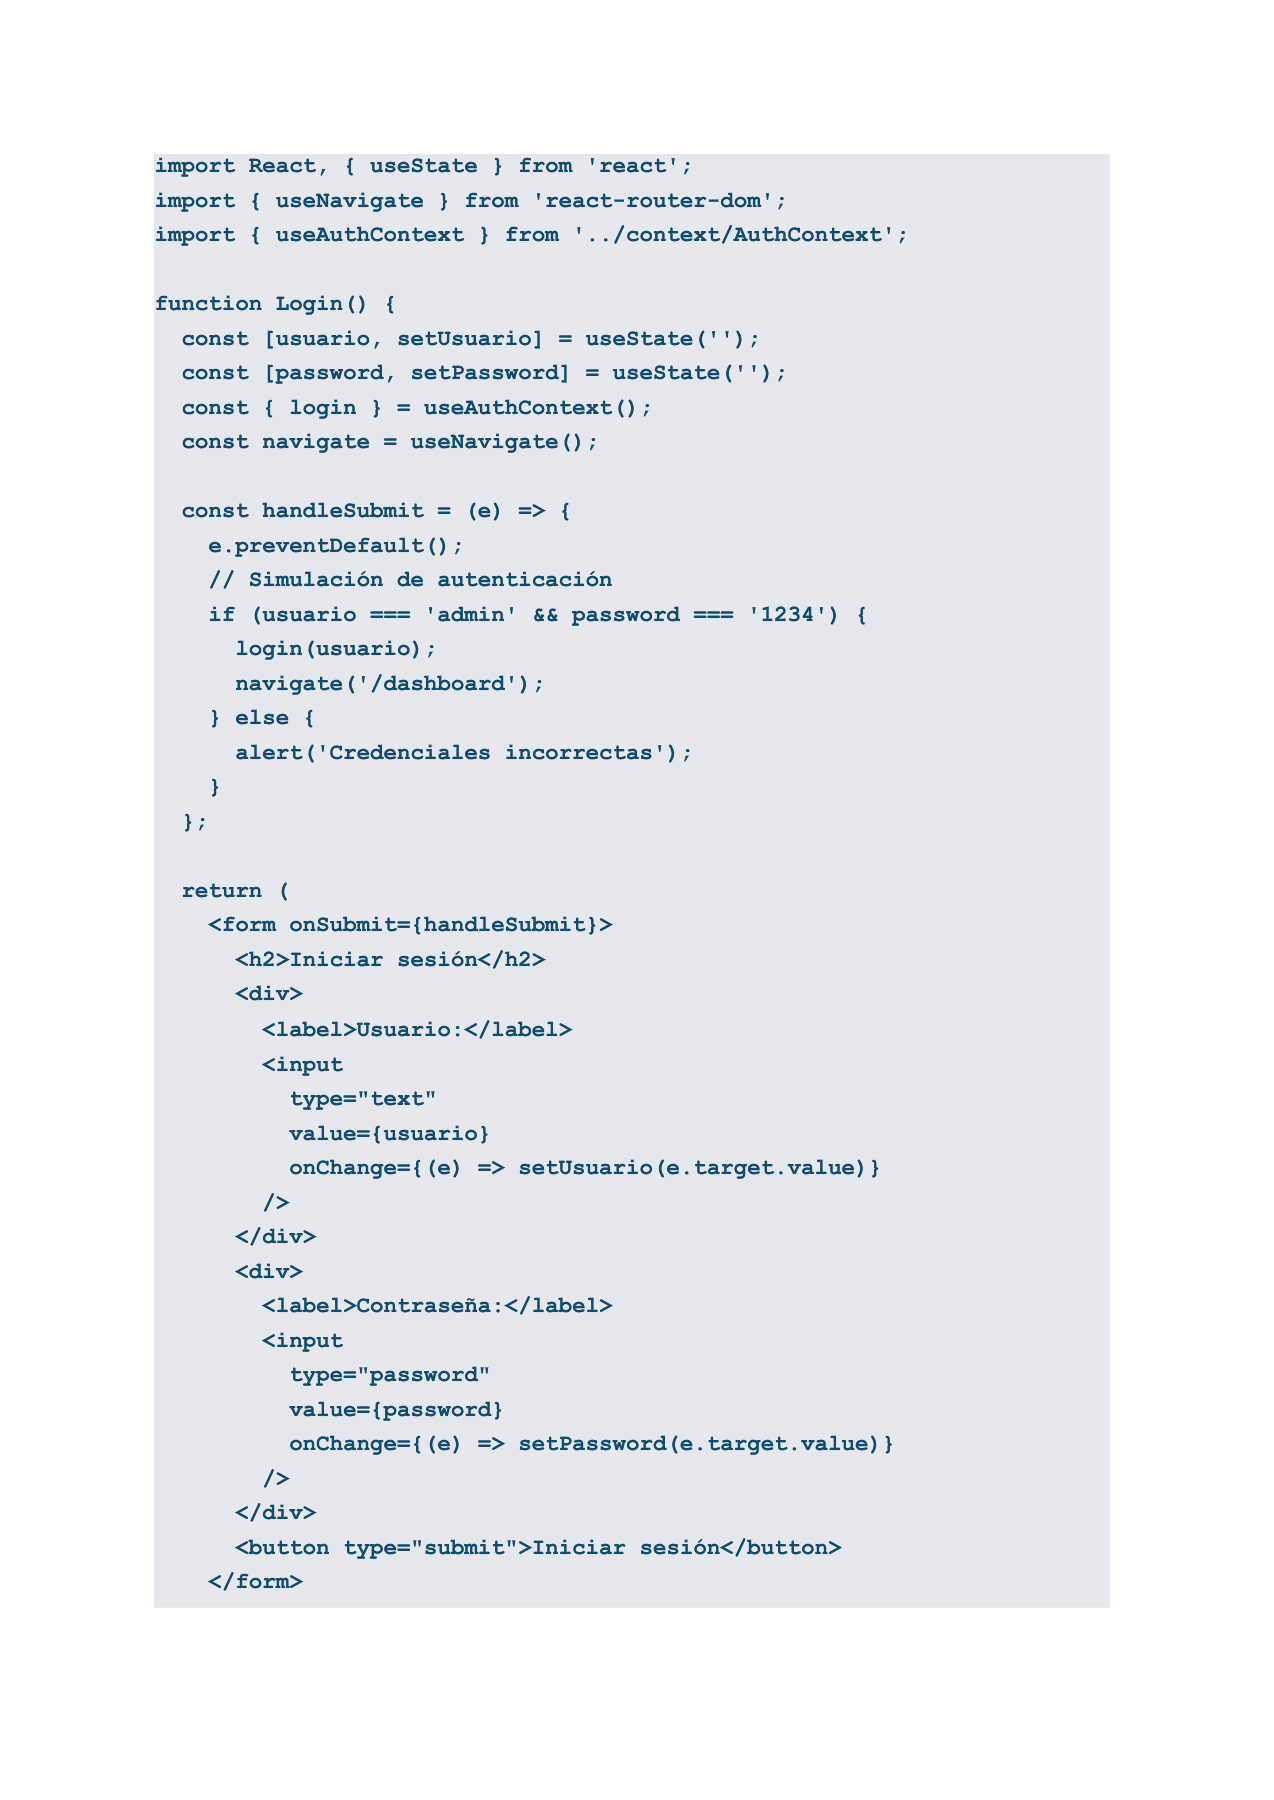 import React, { useState } from 'react';
import { useNavigate } from 'react-router-dom';
import { useAuthContext } from '../context/AuthContext';

function Login() {
  const [usuario, setUsuario] = useState('');
  const [password, setPassword] = useState('');
  const { login } = useAuthContext();
  const navigate = useNavigate();

  const handleSubmit = (e) => {
    e.preventDefault();
    // Simulación de autenticación
    if (usuario === 'admin' && password === '1234') {
      login(usuario);
      navigate('/dashboard');
    } else {
      alert('Credenciales incorrectas');
    }
  };

  return (
    <form onSubmit={handleSubmit}>
      <h2>Iniciar sesión</h2>
      <div>
        <label>Usuario:</label>
        <input
          type="text"
          value={usuario}
          onChange={(e) => setUsuario(e.target.value)}
        />
      </div>
      <div>
        <label>Contraseña:</label>
        <input
          type="password"
          value={password}
          onChange={(e) => setPassword(e.target.value)}
        />
      </div>
      <button type="submit">Iniciar sesión</button>
    </form>